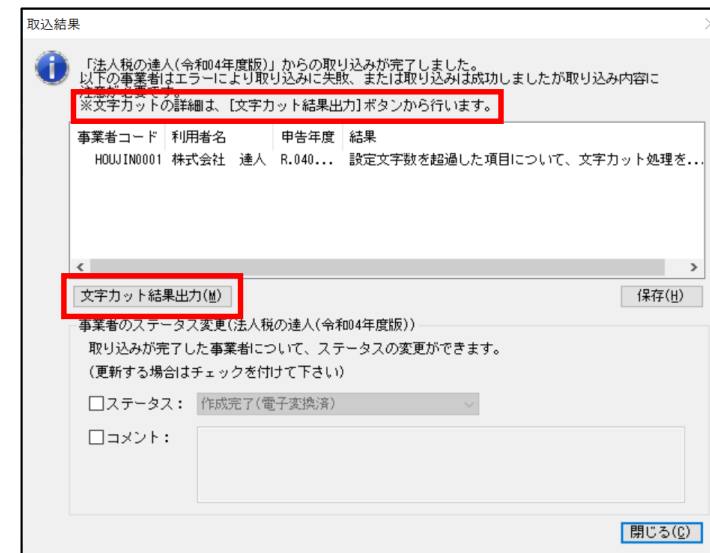 取込結果
「法人税の達人(令和04年度版)」からの取り込みが完了しました。
以下の事業者はエラーにより取り込みに失敗、または取り込みは成功しましたが取り込み内容に
注意が必要です。
※文字カットの詳細は、[文字カット結果出力]ボタンから行います。
事業者コード 利用者名 申告年度 結果
HOUJIN0001 株式会社 達人 R.040... 設定文字数を超過した項目について、文字カット処理を...
文字カット結果出力(M) 保存(H)
事業者のステータス変更(法人税の達人(令和04年度版))
取り込みが完了した事業者について、ステータスの変更ができます。
(更新する場合はチェックを付けて下さい)
ステータス: 作成完了(電子変換済)
コメント:
閉じる(C)